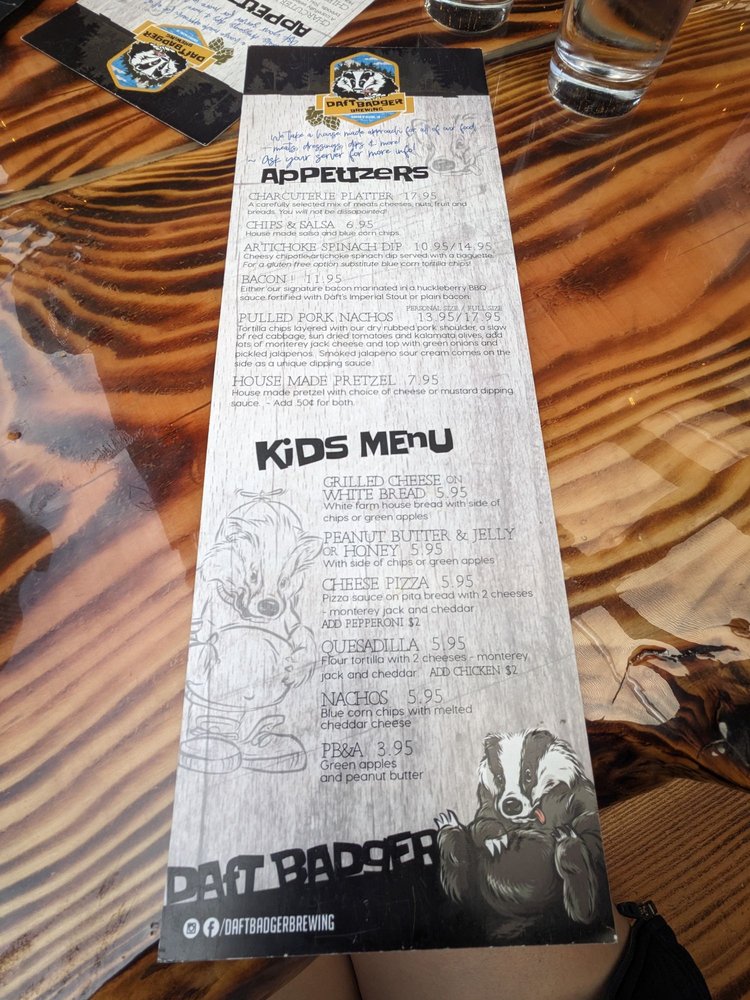 APPETIZERS
DAFTBADGER
BREWING
DAFTBADGER
BREWING
We take a house made approach for all of our food
- meats, dressings, dips & more!
~ Ask your server for more info!
APPETIZERS
CHARCUTERIE PLATTER 17.95
A carefully selected mix of meats cheeses, nuts, fruit and
breads. You will not be dissapointed!
CHIPS & SALSA 6.95
House made salsa and blue corn chips.
ARTICHOKE SPINACH DIP 10.95/14.95
Cheesy chipotle artichoke spinach dip served with a baguette.
For a gluten free option substitute blue corn tortilla chips!
BACON! 11.95
Either our signature bacon marinated in a huckleberry BBQ
sauce fortified with Daft's Imperial Stout or plain bacon.
PERSONAL SIZE / FULL SIZE
PULLED PORK NACHOS 13.95/17.95
Tortilla chips layered with our dry rubbed pork shoulder, a slaw
of red cabbage, sun dried tomatoes and kalamata olives, add
lots of monterey jack cheese and top with green onions and
pickled jalapenos. Smoked jalapeno sour cream comes on the
side as a unique dipping sauce.
HOUSE MADE PRETZEL 7.95
House made pretzel with choice of cheese or mustard dipping
sauce. - Add .50¢ for both.
KIDS MENU
GRILLED CHEESE ON
WHITE BREAD 5.95
White farm house bread with side of
chips or green apples
PEANUT BUTTER & JELLY
OR HONEY 5.95
With side of chips or green apples
CHEESE PIZZA 5.95
Pizza sauce on pita bread with 2 cheeses
- monterey jack and cheddar
ADD PEPPERONI $2
QUESADILLA 5.95
Flour tortilla with 2 cheeses - monterey
jack and cheddar. ADD CHICKEN $2
NACHOS 5.95
Blue corn chips with melted
cheddar cheese
PB&A 3.95
Green apples
and peanut butter
DAFT BADGER
/DAFTBADGERBREWING